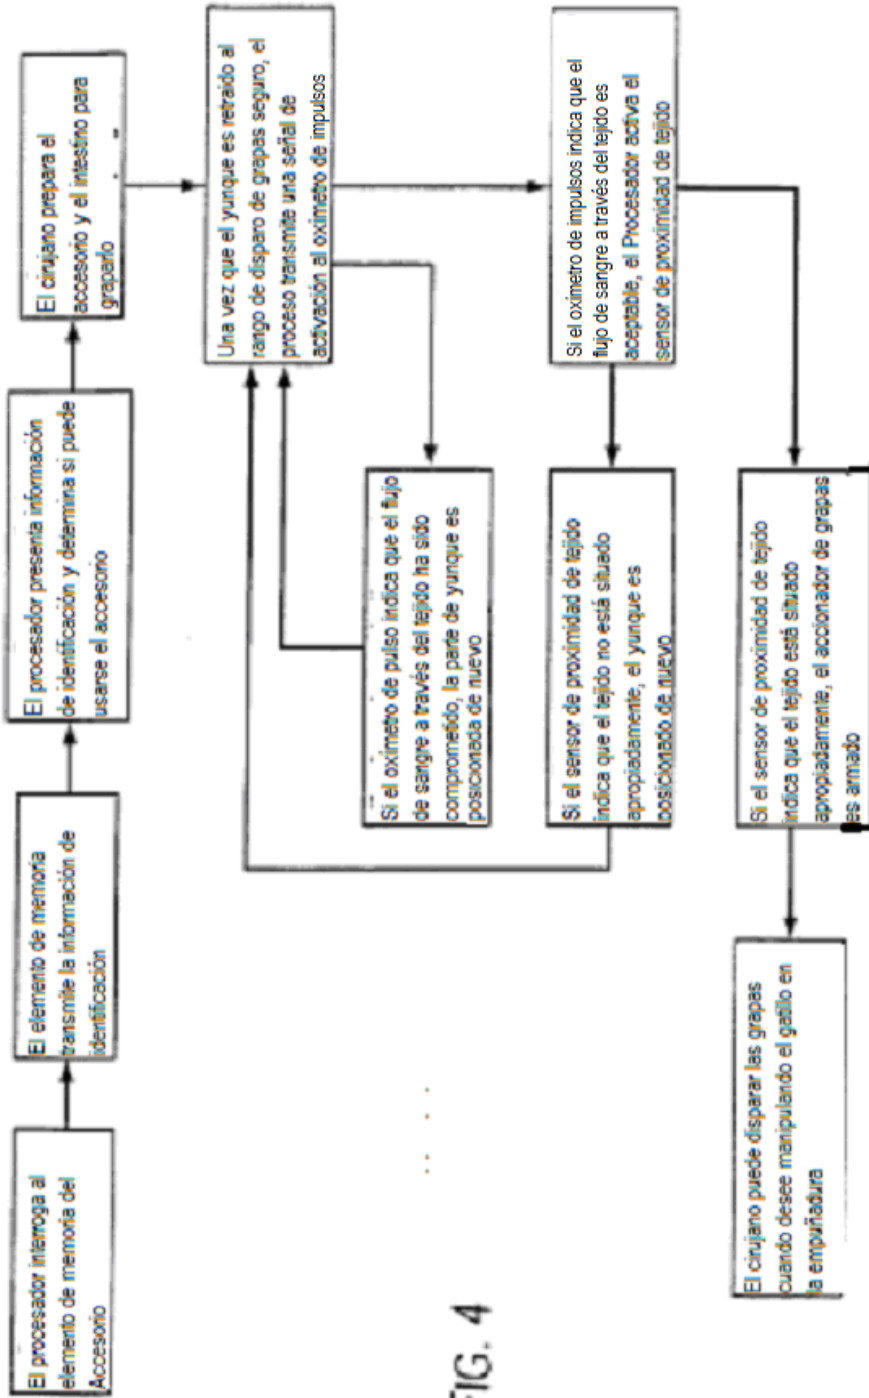 El procesador interroga al
elemento de memoria del
Accesorio
El elemento de memoria
transmite la información de
identificación
El procesador presenta información
de identificación y determina si puede
usarse el accesorio
El cirujano prepara el
accesorio y el intestino para
graparlo
Una vez que el yunque es retraído al
rango de disparo de grapas seguro, el
proceso transmite una señal de
activación al oxímetro de impulsos
Si el oxímetro de pulso indica que el flujo
de sangre a través del tejido ha sido
comprometido, la parte de yunque es
posicionada de nuevo
Si el oxímetro de impulsos indica que el
flujo de sangre a través del tejido es
aceptable, el Procesador activa el
sensor de proximidad de tejido
Si el sensor de proximidad de tejido
indica que el tejido no está situado
apropiadamente, el yunque es
posicionado de nuevo
Si el sensor de proximidad de tejido
indica que el tejido está situado
apropiadamente, el accionador de grapas
es armado
El cirujano puede disparar las grapas
cuando desee manipulando el gatillo en
la empuñadura
FIG. 4